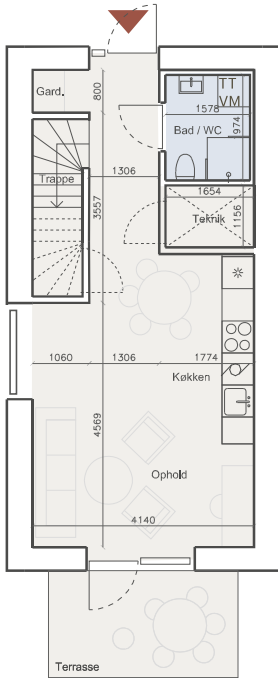 Gard.
800
TT
VM
1578
Bad / WC
1974
Trappe
1306
3557
1654
Teknik
1156
1060
1306
1774
Køkken
4569
Ophold
4140
Terrasse